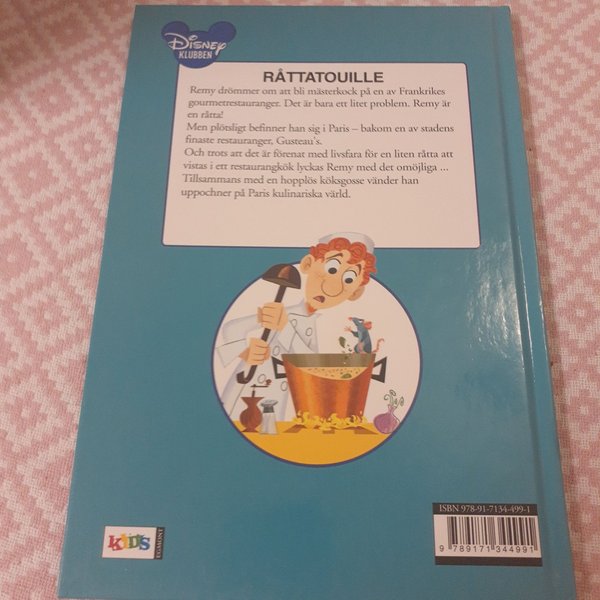 Disney
KLUBBEN
RÅTTATOUILLE
Remy drömmer om att bli mästerkock på en av Frankrikes
gourmetrestauranger. Det är bara ett litet problem. Remy är
en råtta!
Men plötsligt befinner han sig i Paris – bakom en av stadens
finaste restauranger, Gusteau's.
Och trots att det är förenat med livsfara för en liten råtta att
vistas i ett restaurangkök lyckas Remy med det omöjliga ...
Tillsammans med en hopplös köksgosse vänder han
uppochner på Paris kulinariska värld.
ISBN 978-91-7134-499-1
9 789171 344991
KIDS
EGMONT